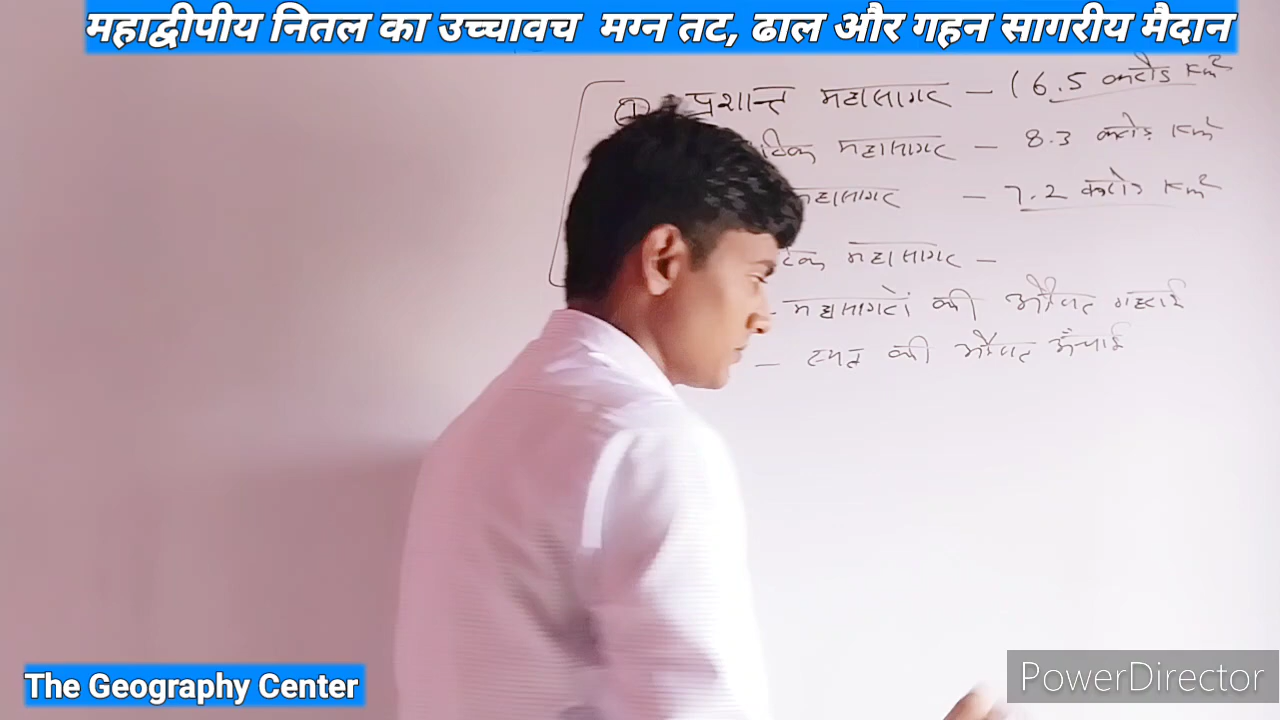 महाद्वीपीय नितल का उच्चावच मग्न तट, ढाल और गहन सागरीय मैदान
प्रशान्त महासागर – 16.5 करोड़ Km²
टिक महासागर – 8.3 करोड़ Km²
महासागर – 7.2 करोड़ Km²
टिक महासागर –
- महासागरों की औसत गहराई
– स्थल की औसत ऊँचाई
The Geography Center
PowerDirector